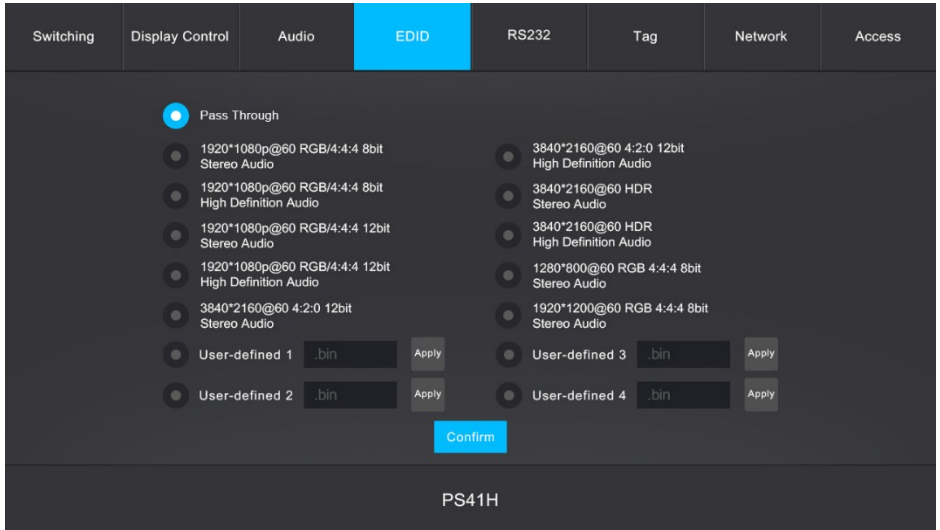 Switching
Display Control
Audio
EDID
RS232
Tag
Network
Access
Pass Through
1920*1080p@60 RGB/4:4:4 8bit
Stereo Audio
1920*1080p@60 RGB/4:4:4 8bit
High Definition Audio
1920*1080p@60 RGB/4:4:4 12bit
Stereo Audio
1920*1080p@60 RGB/4:4:4 12bit
High Definition Audio
3840*2160@60 4:2:0 12bit
Stereo Audio
User-defined 1 .bin Apply
User-defined 2 .bin Apply
3840*2160@60 4:2:0 12bit
High Definition Audio
3840*2160@60 HDR
Stereo Audio
3840*2160@60 HDR
High Definition Audio
1280*800@60 RGB 4:4:4 8bit
Stereo Audio
1920*1200@60 RGB 4:4:4 8bit
Stereo Audio
User-defined 3 .bin Apply
User-defined 4 .bin Apply
Confirm
PS41H